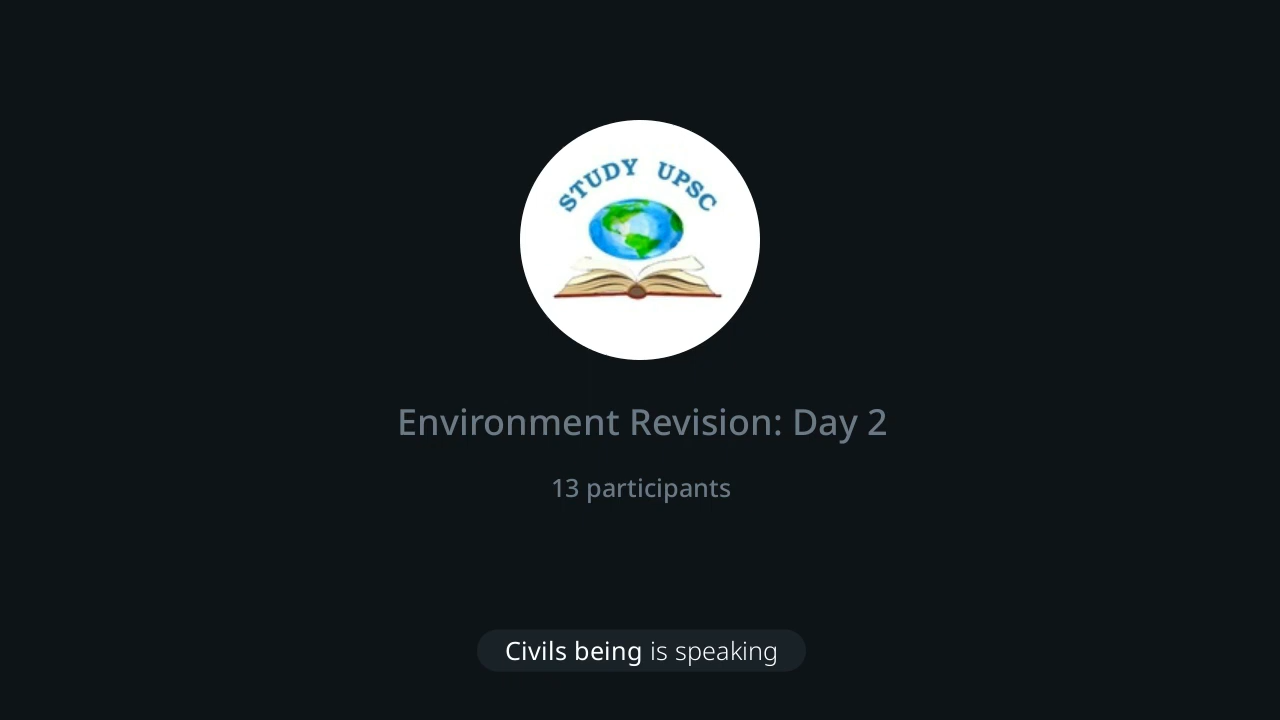 STUDY UPSC
Environment Revision: Day 2
13 participants
Civils being is speaking